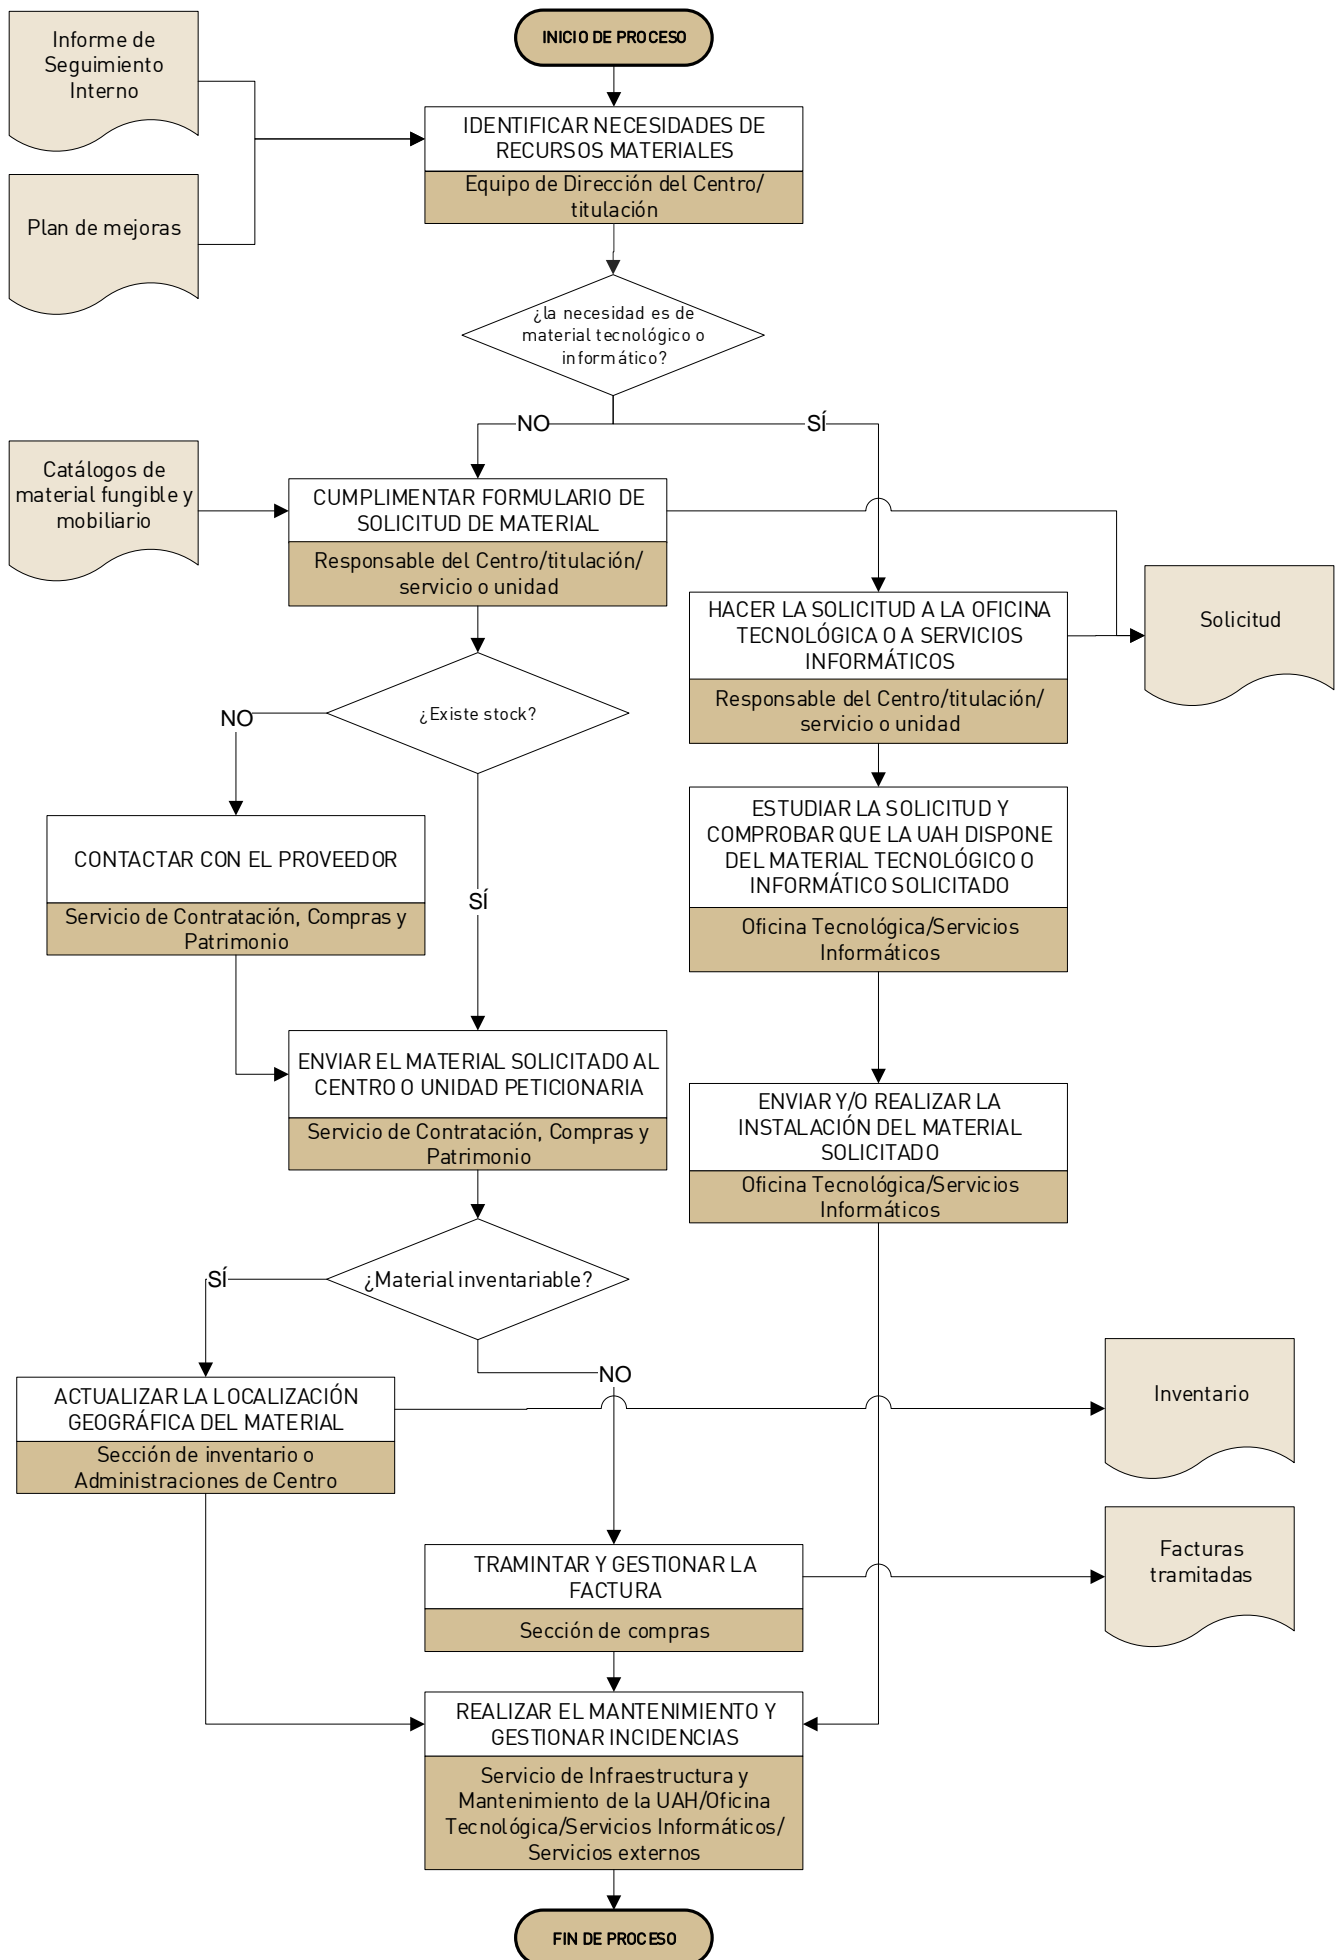 INICIO DE PROCESO
Informe de
Seguimiento
Interno
IDENTIFICAR NECESIDADES DE
RECURSOS MATERIALES
Equipo de Dirección del Centro/
titulación
Plan de mejoras
¿la necesidad es de
material tecnológico o
informático?
NO
SÍ
Catálogos de
material fungible y
mobiliario
CUMPLIMENTAR FORMULARIO DE
SOLICITUD DE MATERIAL
Responsable del Centro/titulación/
servicio o unidad
HACER LA SOLICITUD A LA OFICINA
TECNOLÓGICA O A SERVICIOS
INFORMÁTICOS
Responsable del Centro/titulación/
servicio o unidad
Solicitud
¿Existe stock?
NO
SÍ
CONTACTAR CON EL PROVEEDOR
Servicio de Contratación, Compras y
Patrimonio
ESTUDIAR LA SOLICITUD Y
COMPROBAR QUE LA UAH DISPONE
DEL MATERIAL TECNOLÓGICO O
INFORMÁTICO SOLICITADO
Oficina Tecnológica/Servicios
Informáticos
ENVIAR EL MATERIAL SOLICITADO AL
CENTRO O UNIDAD PETICIONARIA
Servicio de Contratación, Compras y
Patrimonio
ENVIAR Y/O REALIZAR LA
INSTALACIÓN DEL MATERIAL
SOLICITADO
Oficina Tecnológica/Servicios
Informáticos
¿Material inventariable?
SÍ
NO
ACTUALIZAR LA LOCALIZACIÓN
GEOGRÁFICA DEL MATERIAL
Sección de inventario o
Administraciones de Centro
Inventario
TRAMINTAR Y GESTIONAR LA
FACTURA
Sección de compras
Facturas
tramitadas
REALIZAR EL MANTENIMIENTO Y
GESTIONAR INCIDENCIAS
Servicio de Infraestructura y
Mantenimiento de la UAH/Oficina
Tecnológica/Servicios Informáticos/
Servicios externos
FIN DE PROCESO